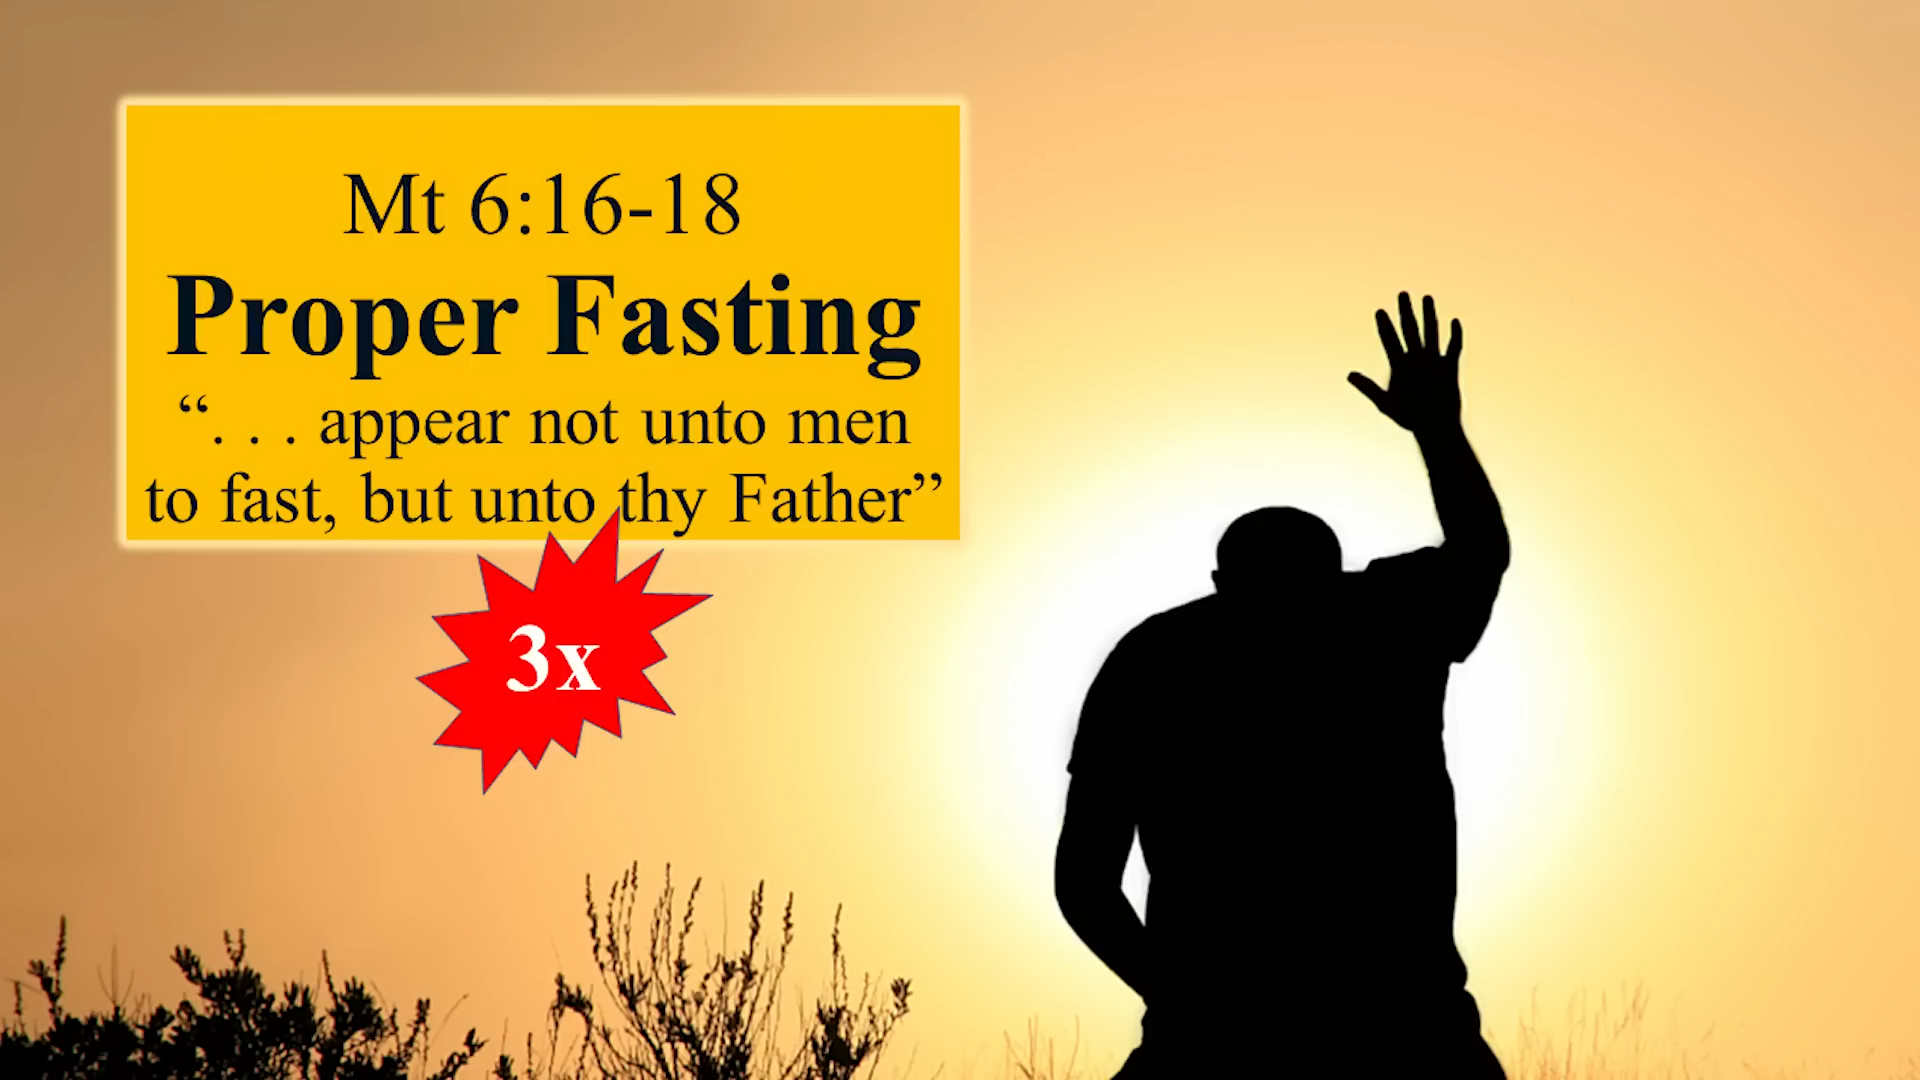 Mt 6:16-18
Proper Fasting
“. . . appear not unto men
to fast, but unto thy Father”
3x